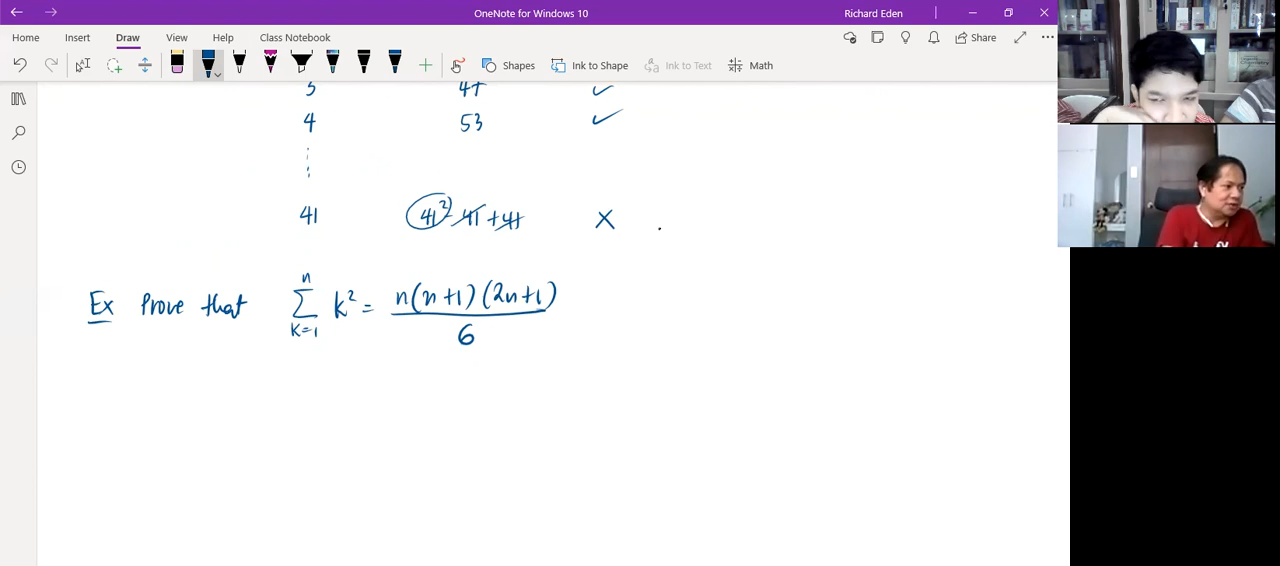 OneNote for Windows 10
Richard Eden
Home Insert Draw View Help Class Notebook
Share
Shapes Ink to Shape Ink to Text Math
3 47 ✓
4 53 ✓
⋮
41 41² - 41 + 41 ×
Ex Prove that \sum_{k=1}^{n} k² = \frac{n(n+1)(2n+1)}{6}